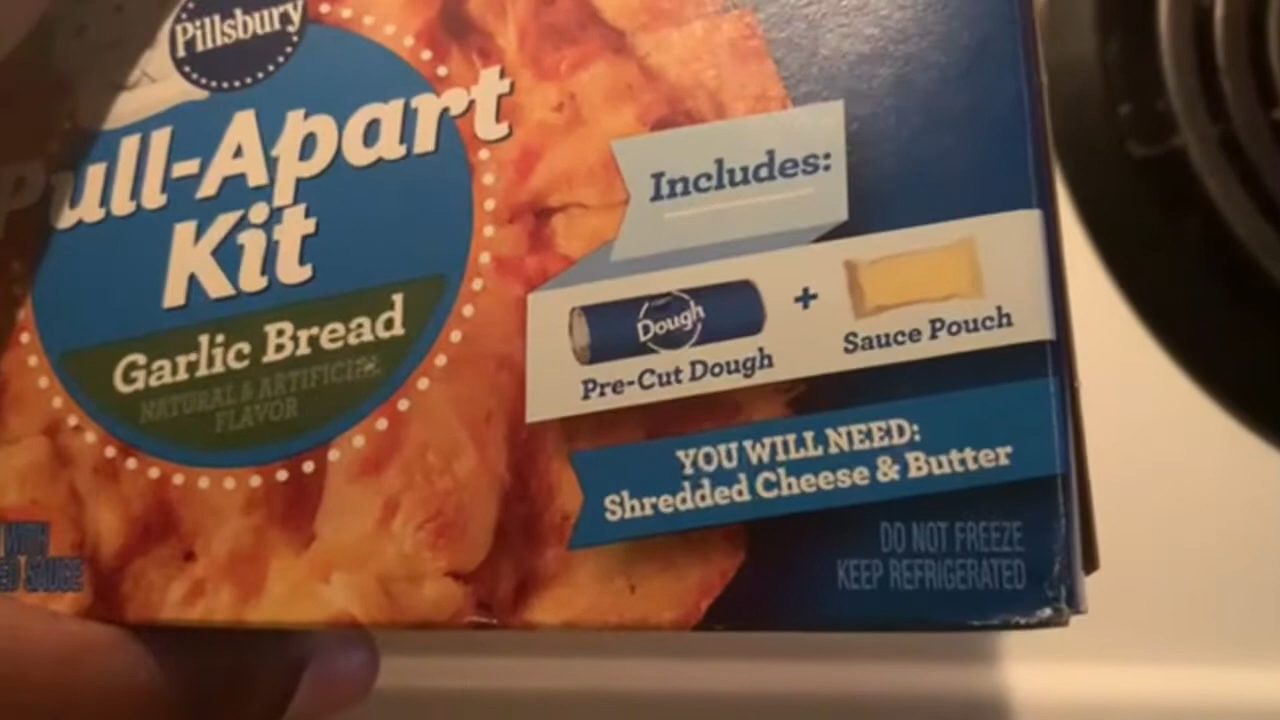 Pillsbury
Pull-Apart
Kit
Garlic Bread
NATURAL & ARTIFICIAL
FLAVOR
Includes:
Dough
+
Pre-Cut Dough
Sauce Pouch
YOU WILL NEED:
Shredded Cheese & Butter
DO NOT FREEZE
KEEP REFRIGERATED
SAUCE